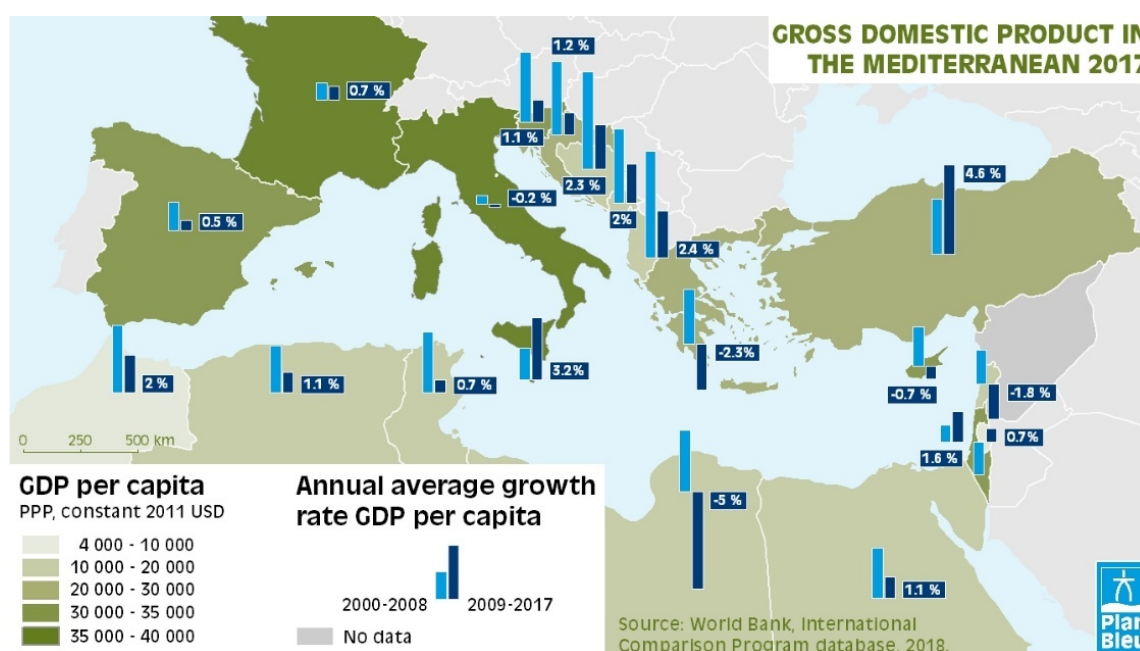 GROSS DOMESTIC PRODUCT IN
THE MEDITERRANEAN 2017
1.2 %
0.7 %
1.1 %
2.3 %
2%
2.4 %
-0.2 %
0.5 %
4.6 %
2 %
1.1 %
0.7 %
3.2%
-2.3%
-0.7 %
-1.8 %
0.7%
1.6 %
-5 %
1.1 %
0 250 500 km
GDP per capita
PPP, constant 2011 USD
4 000 - 10 000
10 000 - 20 000
20 000 - 30 000
30 000 - 35 000
35 000 - 40 000
Annual average growth
rate GDP per capita
2000-2008 2009-2017
No data
Source: World Bank, International
Comparison Program database, 2018.
Plan
Bleu